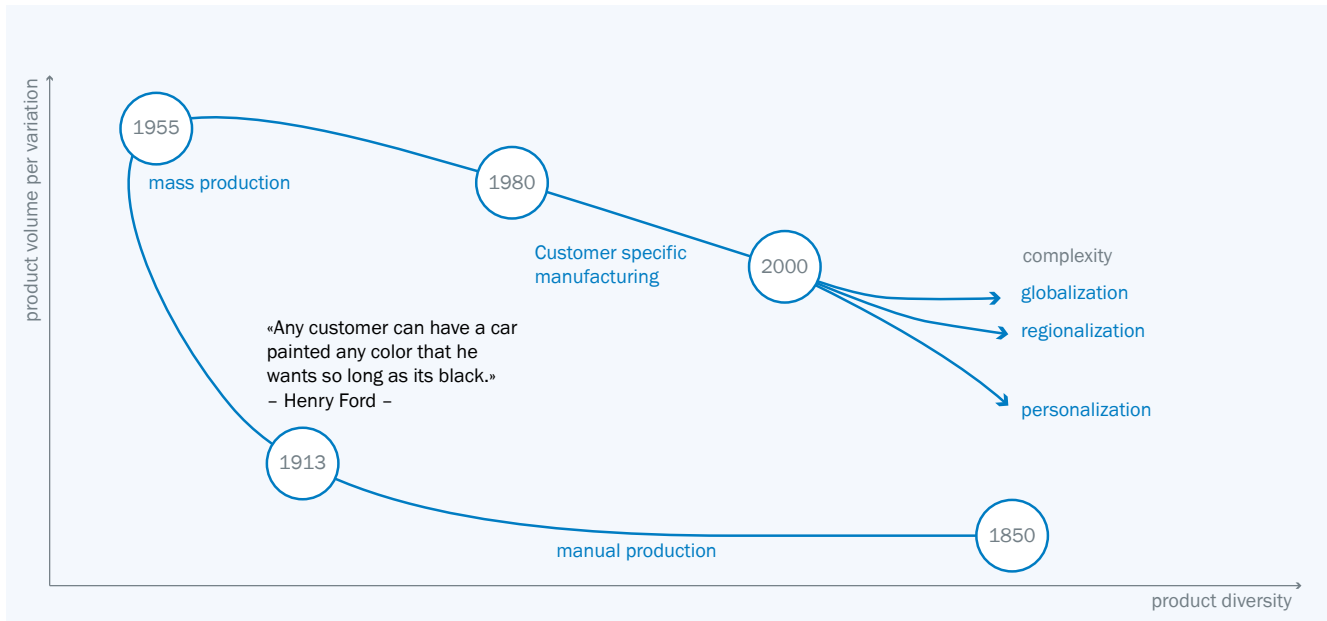 product volume per variation
1955
mass production
1980
Customer specific
manufacturing
2000
complexity
globalization
regionalization
personalization
«Any customer can have a car
painted any color that he
wants so long as its black.»
– Henry Ford –
1913
manual production
1850
product diversity